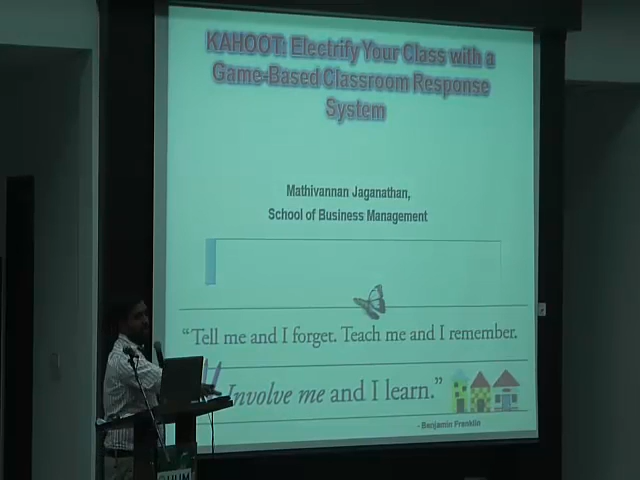 KAHOOT: Electrify Your Class with a
Game-Based Classroom Response
System
Mathivannan Jaganathan,
School of Business Management
“Tell me and I forget. Teach me and I remember.
Involve me and I learn.”
- Benjamin Franklin
UUM